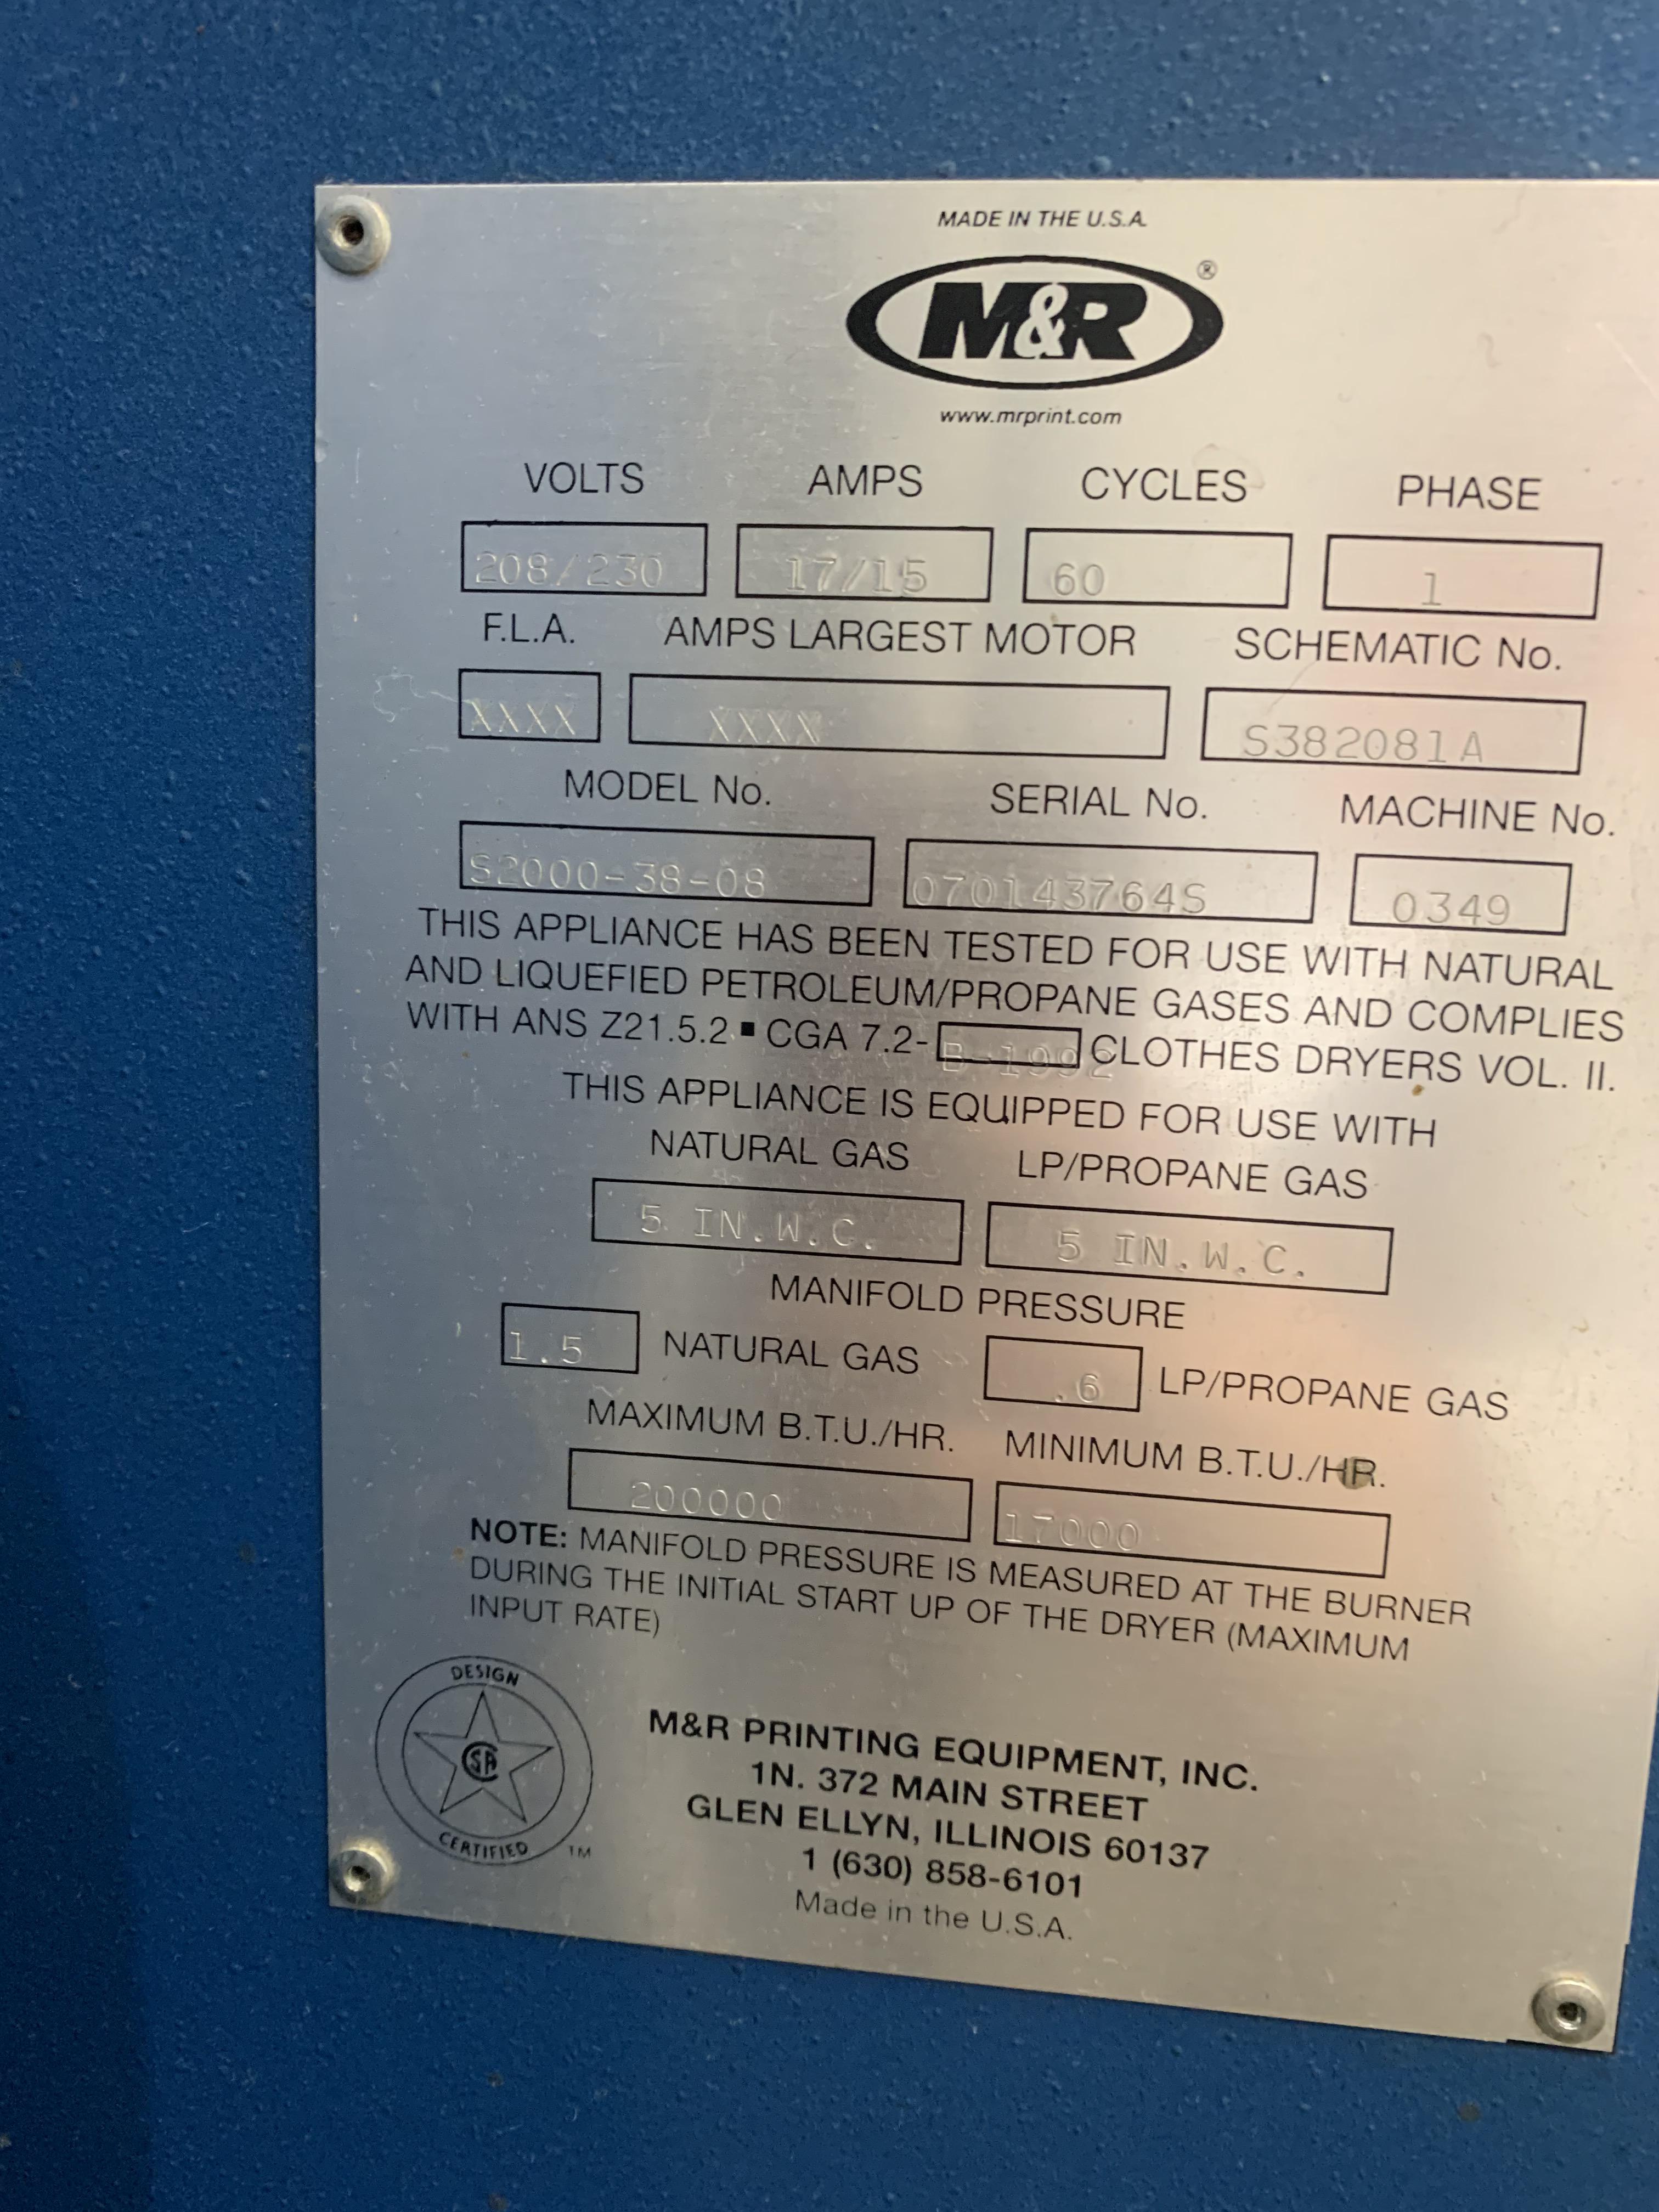 MADE IN THE U.S.A.
M&R®
www.mrprint.com
VOLTS AMPS CYCLES PHASE
208/230 17/15 60 1
F.L.A. AMPS LARGEST MOTOR SCHEMATIC No.
XXXX XXXX S382081A
MODEL No. SERIAL No. MACHINE No.
S2000-38-08 070143764S 0349
THIS APPLIANCE HAS BEEN TESTED FOR USE WITH NATURAL
AND LIQUEFIED PETROLEUM/PROPANE GASES AND COMPLIES
WITH ANS Z21.5.2▪CGA 7.2- B-1992 CLOTHES DRYERS VOL. II.
THIS APPLIANCE IS EQUIPPED FOR USE WITH
NATURAL GAS LP/PROPANE GAS
5 IN.W.C. 5 IN.W.C.
MANIFOLD PRESSURE
1.5 NATURAL GAS .6 LP/PROPANE GAS
MAXIMUM B.T.U./HR. MINIMUM B.T.U./HR.
200000 17000
NOTE: MANIFOLD PRESSURE IS MEASURED AT THE BURNER
DURING THE INITIAL START UP OF THE DRYER (MAXIMUM
INPUT RATE)
DESIGN
SA
CERTIFIED TM
M&R PRINTING EQUIPMENT, INC.
1N. 372 MAIN STREET
GLEN ELLYN, ILLINOIS 60137
1 (630) 858-6101
Made in the U.S.A.